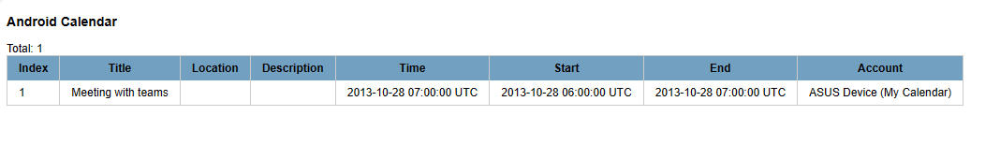 Android Calendar
Total: 1
Index Title Location Description Time Start End Account
1 Meeting with teams 2013-10-28 07:00:00 UTC 2013-10-28 06:00:00 UTC 2013-10-28 07:00:00 UTC ASUS Device (My Calendar)